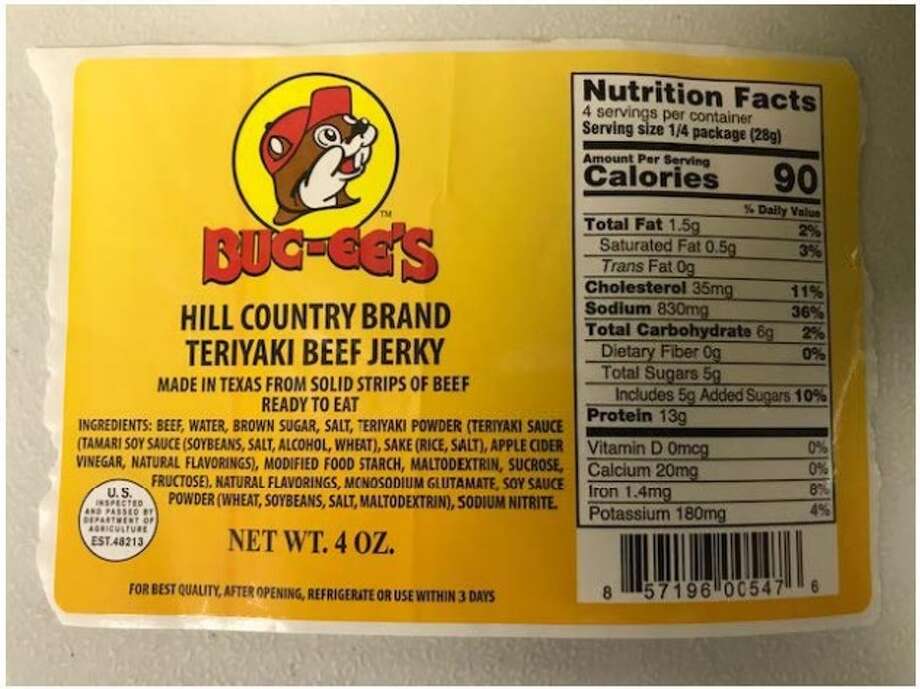 BUC-EE'S
TM
HILL COUNTRY BRAND
TERIYAKI BEEF JERKY
MADE IN TEXAS FROM SOLID STRIPS OF BEEF
READY TO EAT
INGREDIENTS: BEEF, WATER, BROWN SUGAR, SALT, TERIYAKI POWDER (TERIYAKI SAUCE
(TAMARI SOY SAUCE (SOYBEANS, SALT, ALCOHOL, WHEAT), SAKE (RICE, SALT), APPLE CIDER
VINEGAR, NATURAL FLAVORINGS), MODIFIED FOOD STARCH, MALTODEXTRIN, SUCROSE,
FRUCTOSE). NATURAL FLAVORINGS, MONOSODIUM GLUTAMATE, SOY SAUCE
POWDER (WHEAT, SOYBEANS, SALT, MALTODEXTRIN), SODIUM NITRITE.
U.S.
INSPECTED
AND PASSED BY
DEPARTMENT OF
AGRICULTURE
EST.48213
NET WT. 4 OZ.
FOR BEST QUALITY, AFTER OPENING, REFRIGERATE OR USE WITHIN 3 DAYS
Nutrition Facts
4 servings per container
Serving size 1/4 package (28g)
Amount Per Serving
Calories 90
% Daily Value
Total Fat 1.5g 2%
Saturated Fat 0.5g 3%
Trans Fat 0g
Cholesterol 35mg 11%
Sodium 830mg 36%
Total Carbohydrate 6g 2%
Dietary Fiber 0g 0%
Total Sugars 5g
Includes 5g Added Sugars 10%
Protein 13g
Vitamin D 0mcg 0%
Calcium 20mg 0%
Iron 1.4mg 8%
Potassium 180mg 4%
8 57196 00547 6